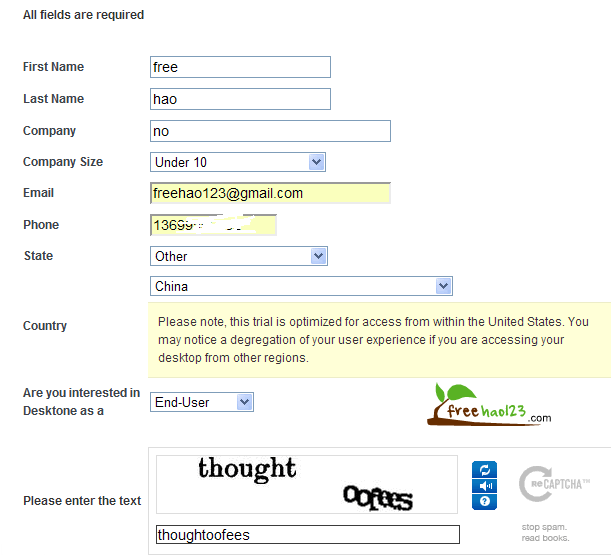 All fields are required
First Name free
Last Name hao
Company no
Company Size Under 10
Email freehao123@gmail.com
Phone 13699
State Other
China
Country Please note, this trial is optimized for access from within the United States. You
may notice a degregation of your user experience if you are accessing your
desktop from other regions.
Are you interested in
Desktone as a End-User
freehao123.com
thought oofees
Please enter the text
thoughtoofees
reCAPTCHA™
stop spam.
read books.